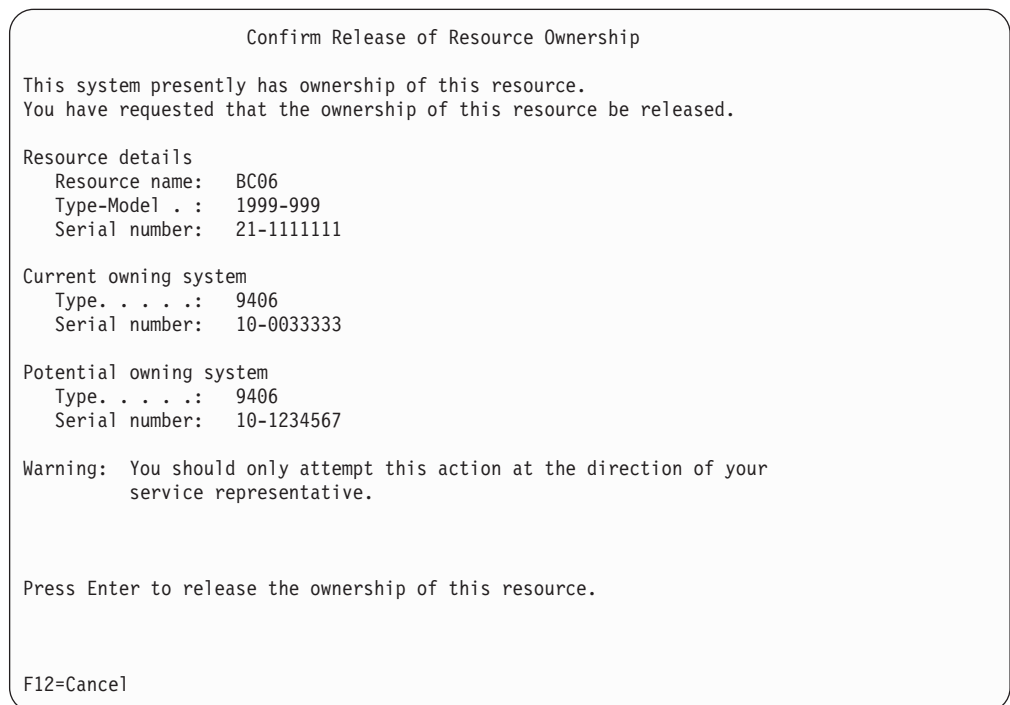 Confirm Release of Resource Ownership
This system presently has ownership of this resource.
You have requested that the ownership of this resource be released.
Resource details
Resource name: BC06
Type-Model . : 1999-999
Serial number: 21-1111111
Current owning system
Type. . . . .: 9406
Serial number: 10-0033333
Potential owning system
Type. . . . .: 9406
Serial number: 10-1234567
Warning: You should only attempt this action at the direction of your
service representative.
Press Enter to release the ownership of this resource.
F12=Cancel